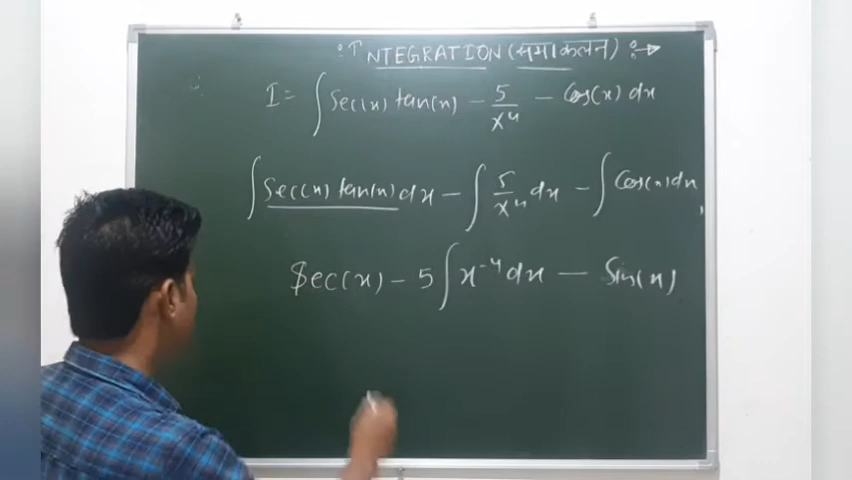 :INTEGRATION (समाकलन) :→
I = ∫ Sec(x) tan(x) - 5/x⁴ - Cos(x) dx
∫ Sec(x) tan(x) dx - ∫ 5/x⁴ dx - ∫ Cos(x) dx,
Sec(x) - 5 ∫ x⁻⁴ dx - Sin(x)